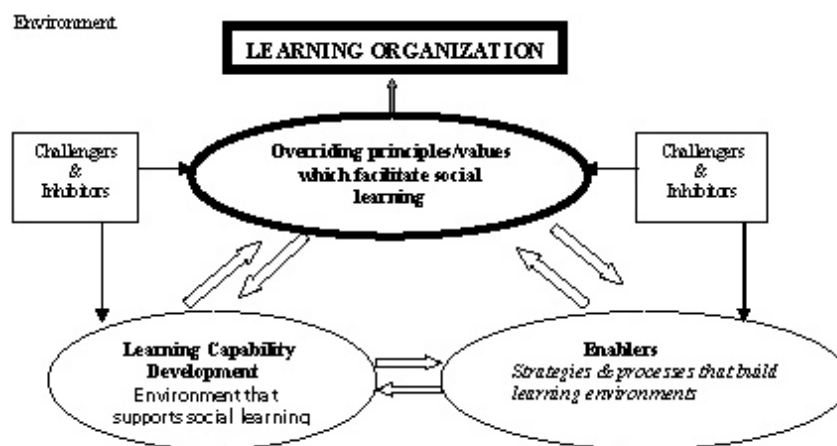 Environment
LEARNING ORGANIZATION
Overriding principles/values
which facilitate social
learning
Challengers
&
Inhibitors
Challengers
&
Inhibitors
Learning Capability
Development
Environment that
supports social learning
Enablers
Strategies & processes that build
learning environments